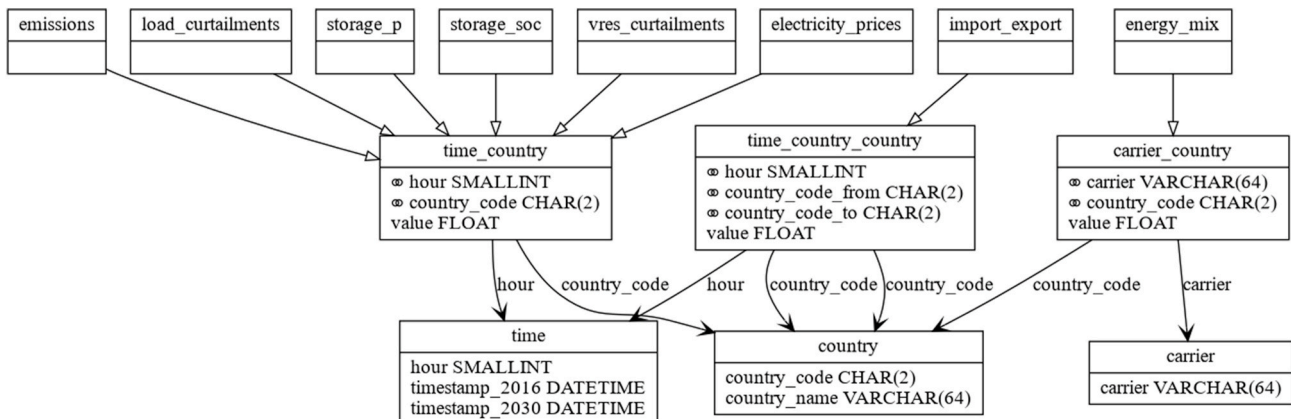 emissions
load_curtailments
storage_p
storage_soc
vres_curtailments
electricity_prices
import_export
energy_mix
time_country
hour SMALLINT
country_code CHAR(2)
value FLOAT
time_country_country
hour SMALLINT
country_code_from CHAR(2)
country_code_to CHAR(2)
value FLOAT
carrier_country
carrier VARCHAR(64)
country_code CHAR(2)
value FLOAT
hour
country_code
hour
country_code
country_code
country_code
carrier
time
hour SMALLINT
timestamp_2016 DATETIME
timestamp_2030 DATETIME
country
country_code CHAR(2)
country_name VARCHAR(64)
carrier
carrier VARCHAR(64)